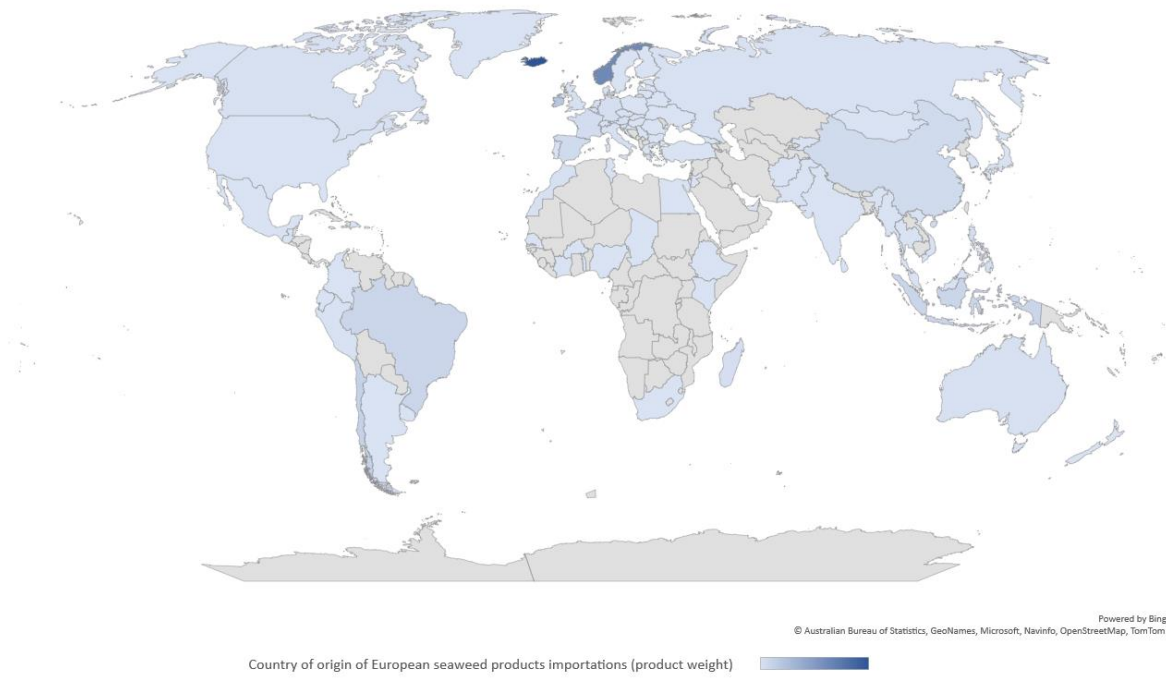 Powered by Bing
© Australian Bureau of Statistics, GeoNames, Microsoft, Navinfo, OpenStreetMap, TomTom
Country of origin of European seaweed products importations (product weight)